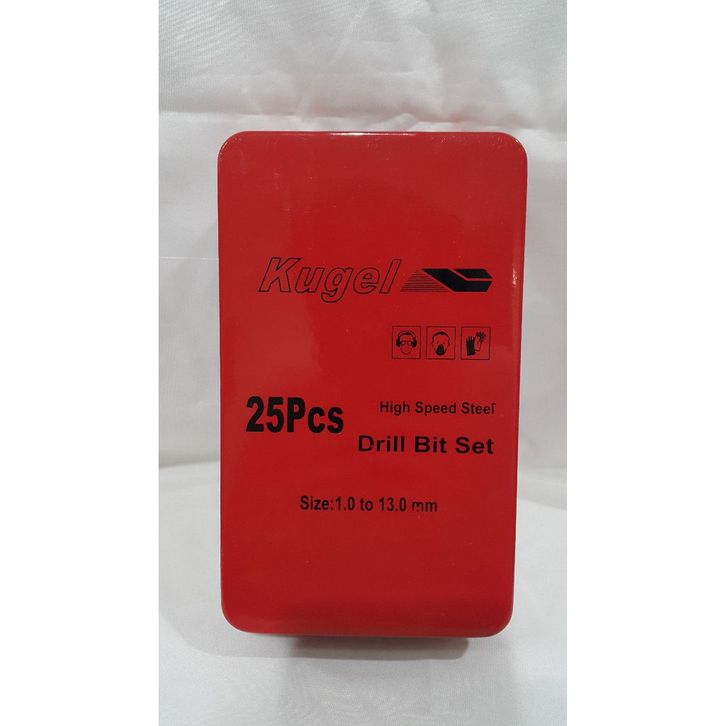 Kugel
25Pcs
High Speed Steel
Drill Bit Set
Size:1.0 to 13.0 mm